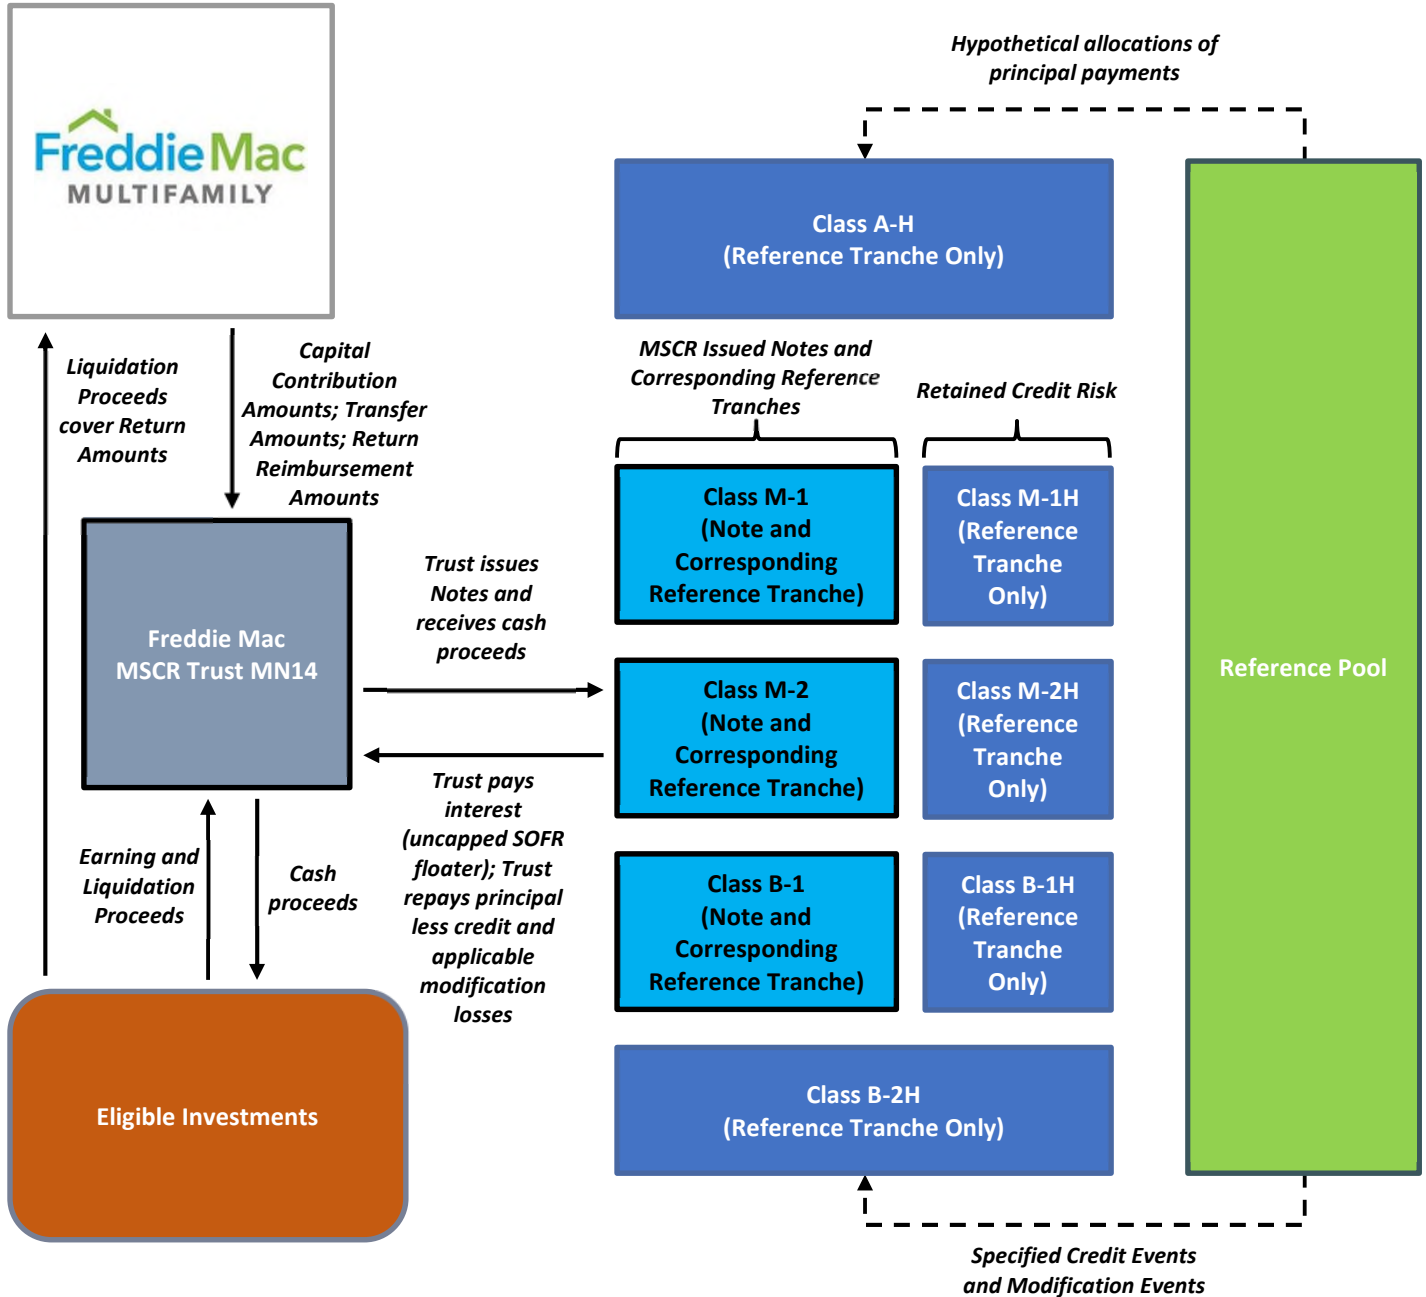 Freddie Mac
MULTIFAMILY
Hypothetical allocations of
principal payments
Class A-H
(Reference Tranche Only)
Liquidation
Proceeds
cover Return
Amounts
Capital
Contribution
Amounts; Transfer
Amounts; Return
Reimbursement
Amounts
MSCR Issued Notes and
Corresponding Reference
Tranches
Retained Credit Risk
Class M-1
(Note and
Corresponding
Reference Tranche)
Class M-1H
(Reference
Tranche
Only)
Freddie Mac
MSCR Trust MN14
Trust issues
Notes and
receives cash
proceeds
Class M-2
(Note and
Corresponding
Reference Tranche)
Class M-2H
(Reference
Tranche
Only)
Reference Pool
Trust pays
interest
(uncapped SOFR
floater); Trust
repays principal
less credit and
applicable
modification
losses
Earning and
Liquidation
Proceeds
Cash
proceeds
Class B-1
(Note and
Corresponding
Reference Tranche)
Class B-1H
(Reference
Tranche
Only)
Eligible Investments
Class B-2H
(Reference Tranche Only)
Specified Credit Events
and Modification Events